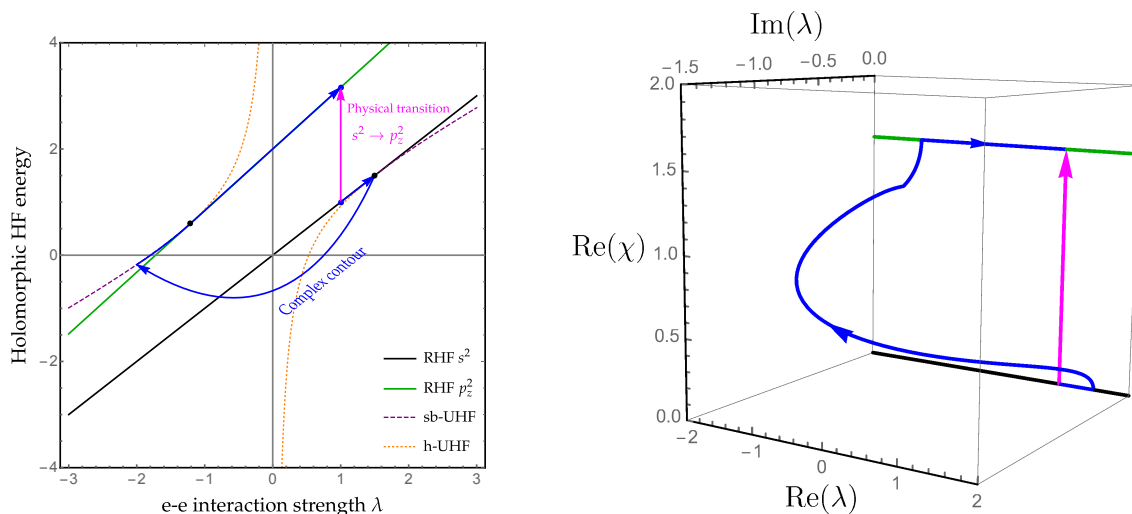 Holomorphic HF energy
4
2
0
−2
−4
−3
−2
−1
0
1
2
3
e-e interaction strength λ
Physical transition
s² → p_z²
Complex contour
RHF s²
RHF p_z²
sb-UHF
h-UHF
Im(λ)
−1.5
−1.0
−0.5
0.0
2.0
1.5
1.0
0.5
0.0
Re(χ)
−2
−1
0
1
2
Re(λ)